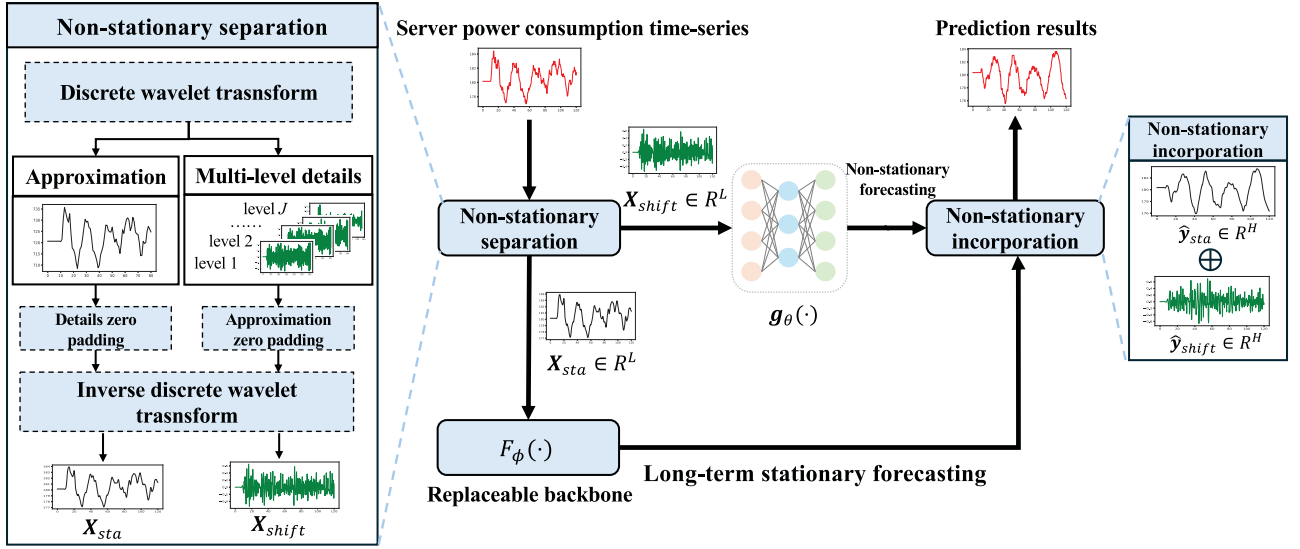 Non-stationary separation
Discrete wavelet trasnsform
Approximation
Multi-level details
level J
......
level 2
level 1
Details zero
padding
Approximation
zero padding
Inverse discrete wavelet
trasnsform
X_sta
X_shift
Server power consumption time-series
Non-stationary
separation
X_shift ∈ R^L
X_sta ∈ R^L
g_θ(·)
Non-stationary
forecasting
F_ϕ(·)
Replaceable backbone
Long-term stationary forecasting
Prediction results
Non-stationary
incorporation
Non-stationary
incorporation
ŷ_sta ∈ R^H
⊕
ŷ_shift ∈ R^H